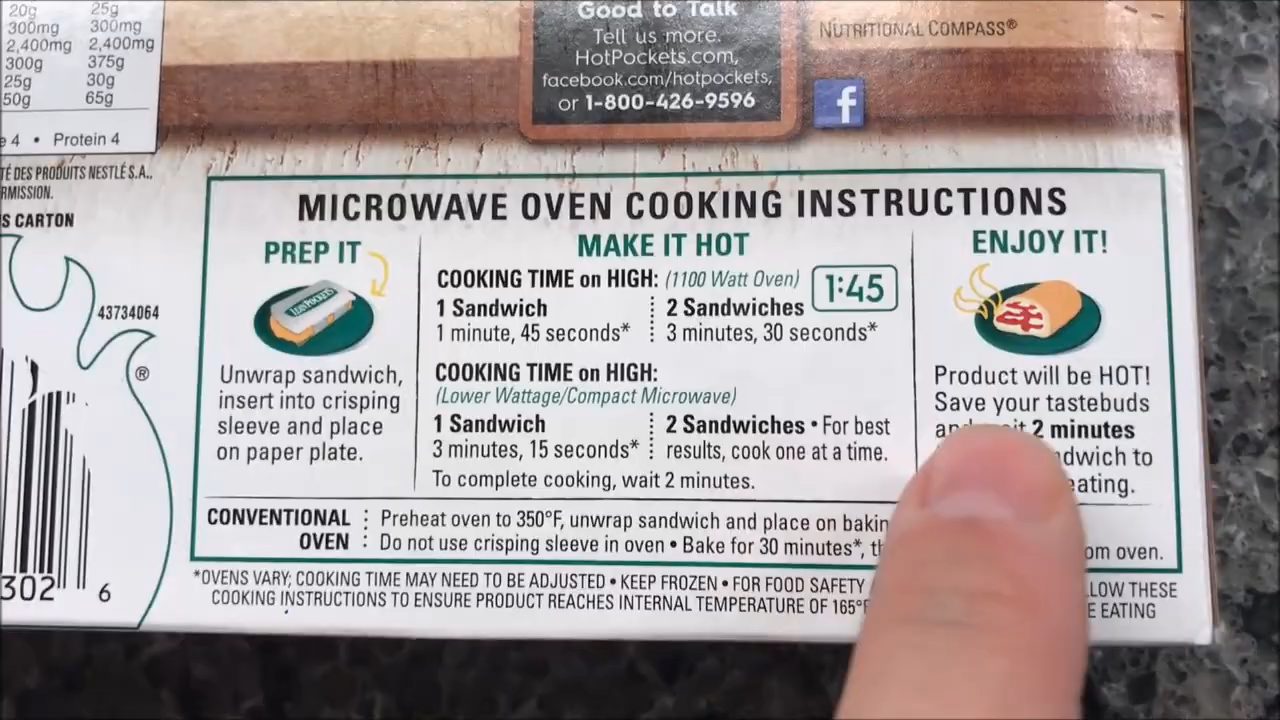 20g 25g
300mg 300mg
2,400mg 2,400mg
300g 375g
25g 30g
50g 65g
4 • Protein 4
DES PRODUITS NESTLÉ S.A.,
CARTON
43734064
®
302 6
Good to Talk
Tell us more.
HotPockets.com,
facebook.com/hotpockets,
or 1-800-426-9596
NUTRITIONAL COMPASS®
f
MICROWAVE OVEN COOKING INSTRUCTIONS
PREP IT
LEAN POCKETS
Unwrap sandwich,
insert into crisping
sleeve and place
on paper plate.
MAKE IT HOT
COOKING TIME on HIGH: (1100 Watt Oven) 1:45
1 Sandwich
1 minute, 45 seconds*
2 Sandwiches
3 minutes, 30 seconds*
COOKING TIME on HIGH:
(Lower Wattage/Compact Microwave)
1 Sandwich
3 minutes, 15 seconds*
2 Sandwiches • For best
results, cook one at a time.
To complete cooking, wait 2 minutes.
ENJOY IT!
Product will be HOT!
Save your tastebuds
2 minutes
to
eating.
CONVENTIONAL
OVEN
Preheat oven to 350°F, unwrap sandwich and place on
Do not use crisping sleeve in oven • Bake for 30 minutes*, oven.
*OVENS VARY; COOKING TIME MAY NEED TO BE ADJUSTED • KEEP FROZEN • FOR FOOD SAFETY THESE
COOKING INSTRUCTIONS TO ENSURE PRODUCT REACHES INTERNAL TEMPERATURE OF 165° EATING